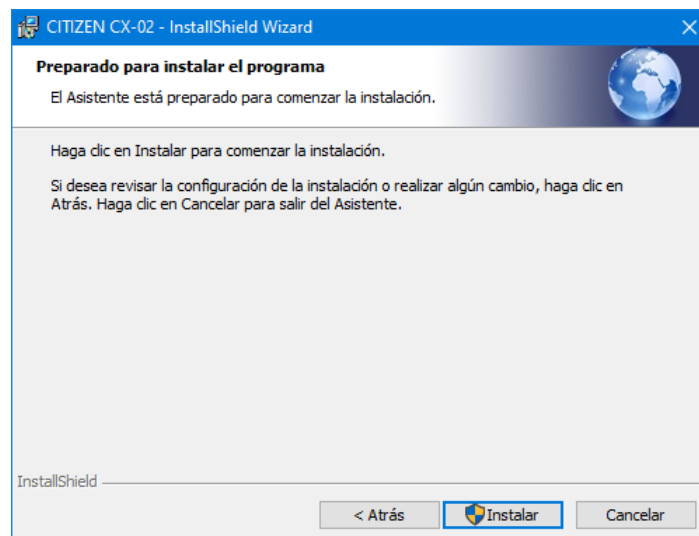 CITIZEN CX-02 - InstallShield Wizard
Preparado para instalar el programa
El Asistente está preparado para comenzar la instalación.
Haga clic en Instalar para comenzar la instalación.
Si desea revisar la configuración de la instalación o realizar algún cambio, haga clic en
Atrás. Haga clic en Cancelar para salir del Asistente.
InstallShield
< Atrás Instalar Cancelar